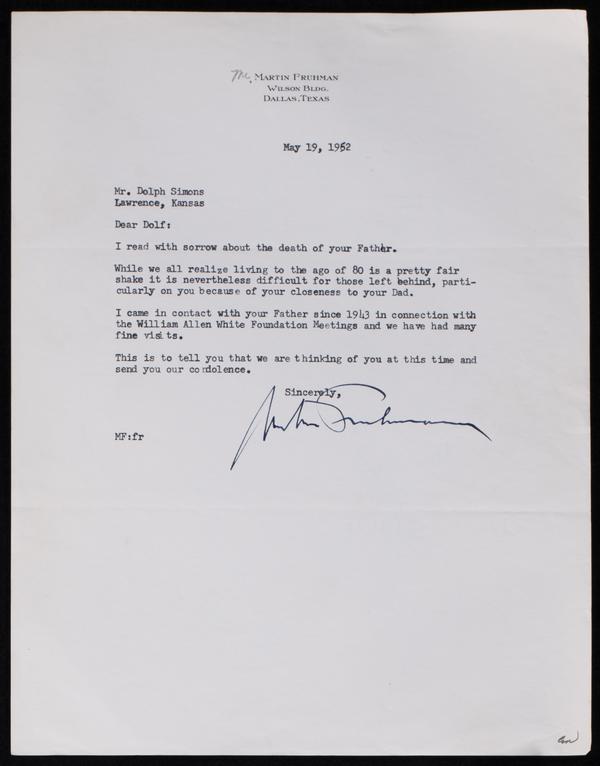 Mr. MARTIN FRUHMAN
WILSON BLDG.
DALLAS, TEXAS
May 19, 1952
Mr. Dolph Simons
Lawrence, Kansas
Dear Dolf:
I read with sorrow about the death of your Father.
While we all realize living to the ago of 80 is a pretty fair
shake it is nevertheless difficult for those left behind, parti-
cularly on you because of your closeness to your Dad.
I came in contact with your Father since 1943 in connection with
the William Allen White Foundation Meetings and we have had many
fine visits.
This is to tell you that we are thinking of you at this time and
send you our condolence.
Sincerely,
Martin Fruhman
MF:fr